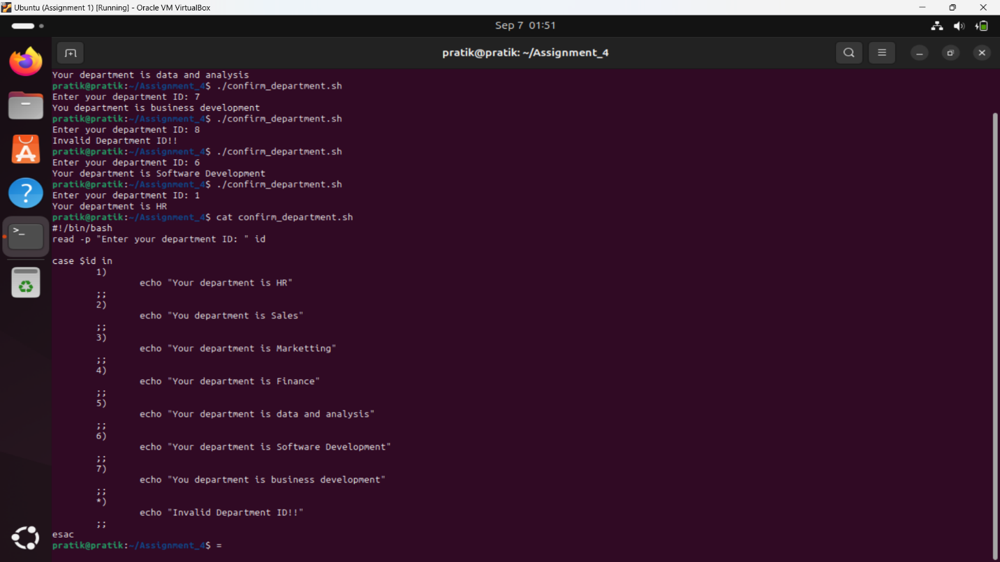 Ubuntu (Assignment 1) [Running] - Oracle VM VirtualBox
Sep 7 01:51
pratik@pratik: ~/Assignment_4
Your department is data and analysis
pratik@pratik:~/Assignment_4$ ./confirm_department.sh
Enter your department ID: 7
You department is business development
pratik@pratik:~/Assignment_4$ ./confirm_department.sh
Enter your department ID: 8
Invalid Department ID!!
pratik@pratik:~/Assignment_4$ ./confirm_department.sh
Enter your department ID: 6
Your department is Software Development
pratik@pratik:~/Assignment_4$ ./confirm_department.sh
Enter your department ID: 1
Your department is HR
pratik@pratik:~/Assignment_4$ cat confirm_department.sh
#!/bin/bash
read -p "Enter your department ID: " id
case $id in
1)
echo "Your department is HR"
;;
2)
echo "You department is Sales"
;;
3)
echo "Your department is Marketting"
;;
4)
echo "Your department is Finance"
;;
5)
echo "Your department is data and analysis"
;;
6)
echo "Your department is Software Development"
;;
7)
echo "You department is business development"
;;
*)
echo "Invalid Department ID!!"
;;
esac
pratik@pratik:~/Assignment_4$ =